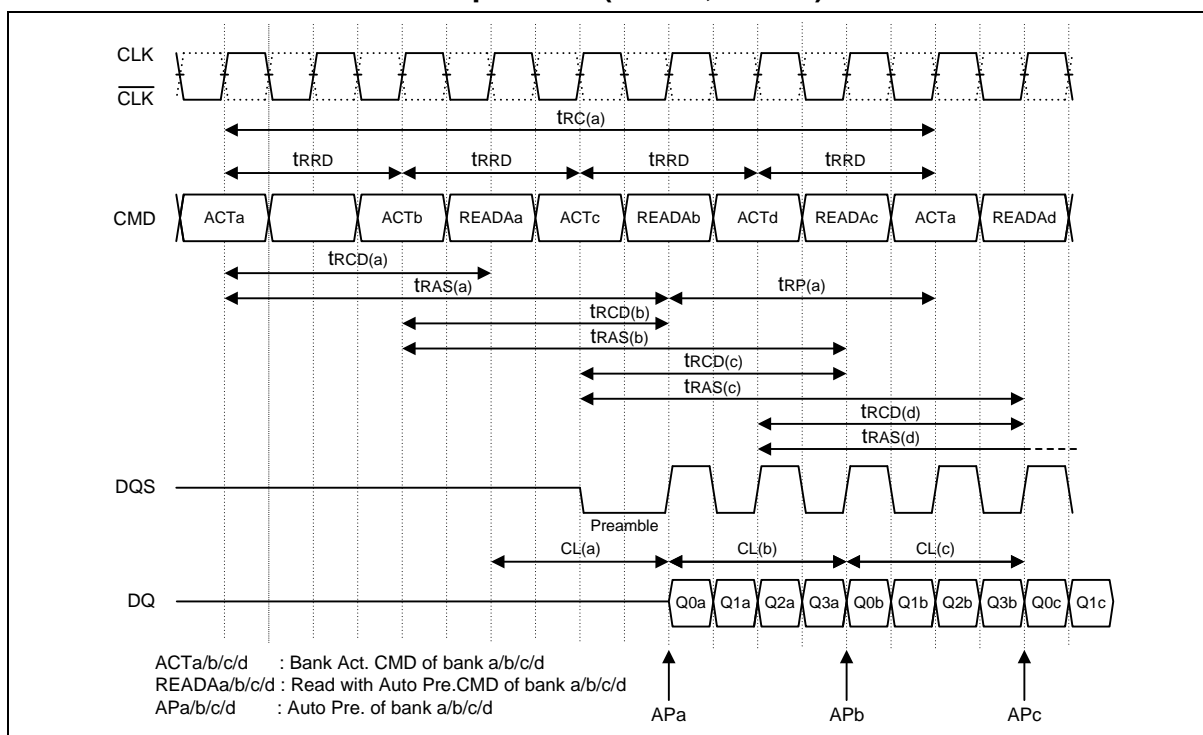 CLK
CLK
tRC(a)
tRRD tRRD tRRD tRRD
CMD ACTa ACTb READAa ACTc READAb ACTd READAc ACTa READAd
tRCD(a)
tRAS(a) tRP(a)
tRCD(b)
tRAS(b)
tRCD(c)
tRAS(c)
tRCD(d)
tRAS(d)
DQS
Preamble
CL(a) CL(b) CL(c)
DQ Q0a Q1a Q2a Q3a Q0b Q1b Q2b Q3b Q0c Q1c
ACTa/b/c/d : Bank Act. CMD of bank a/b/c/d
READAa/b/c/d : Read with Auto Pre.CMD of bank a/b/c/d
APa/b/c/d : Auto Pre. of bank a/b/c/d
APa APb APc